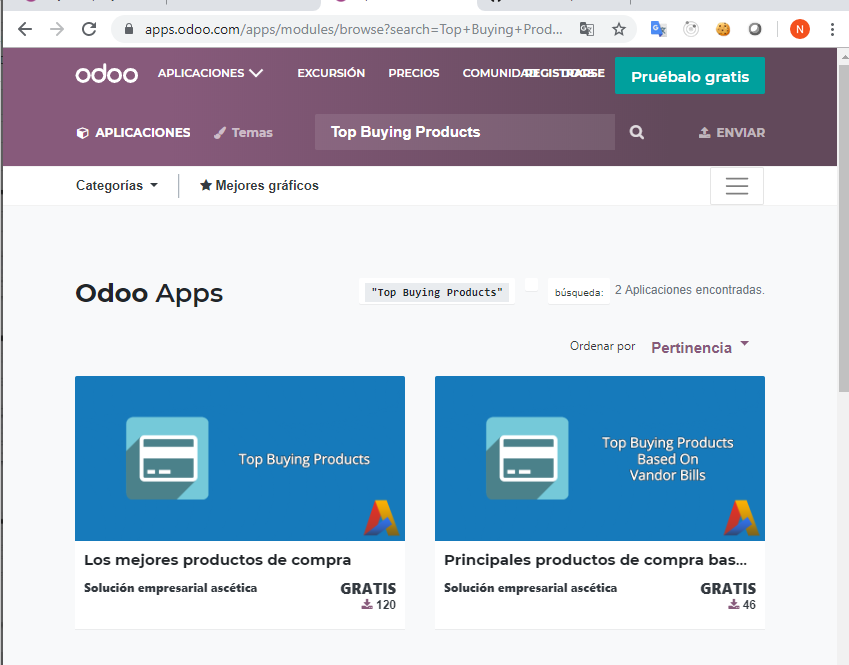 apps.odoo.com/apps/modules/browse?search=Top+Buying+Prod...
N
odoo
APLICACIONES
EXCURSIÓN
PRECIOS
COMUNIDAD
REGISTRARSE
Pruébalo gratis
APLICACIONES
Temas
Top Buying Products
ENVIAR
Categorías
Mejores gráficos
Odoo Apps
"Top Buying Products"
búsqueda:
2 Aplicaciones encontradas.
Ordenar por
Pertinencia
Top Buying Products
Top Buying Products
Based On
Vandor Bills
Los mejores productos de compra
Solución empresarial ascética
GRATIS
120
Principales productos de compra bas...
Solución empresarial ascética
GRATIS
46